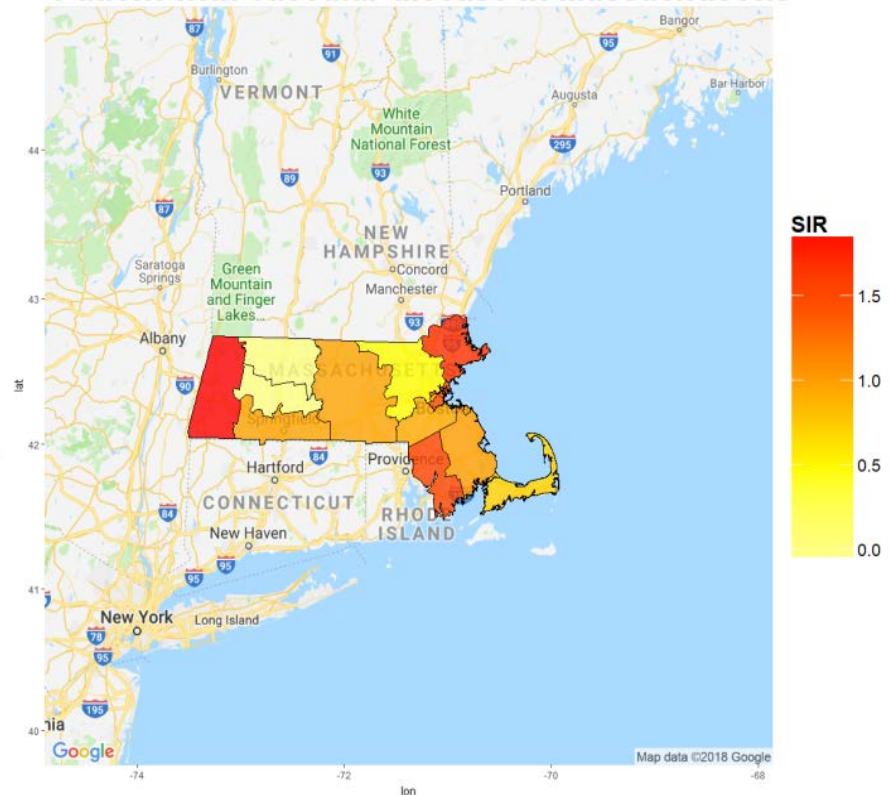 Bangor
87
91
95
Burlington
VERMONT
Bar Harbor
Augusta
White
Mountain
National Forest
295
44
89
93
Portland
87
NEW
HAMPSHIRE
Saratoga
Springs
Green
Mountain
and Finger
Lakes...
Concord
Manchester
43
93
Albany
lat
90
MASSACHUSETTS
Boston
Springfield
42
84
Providence
Hartford
CONNECTICUT
84
RHODE
ISLAND
New Haven
95
95
41
New York
Long Island
78
95
195
nia
40
Google
Map data ©2018 Google
-74
-72
-70
-68
lon
SIR
1.5
1.0
0.5
0.0